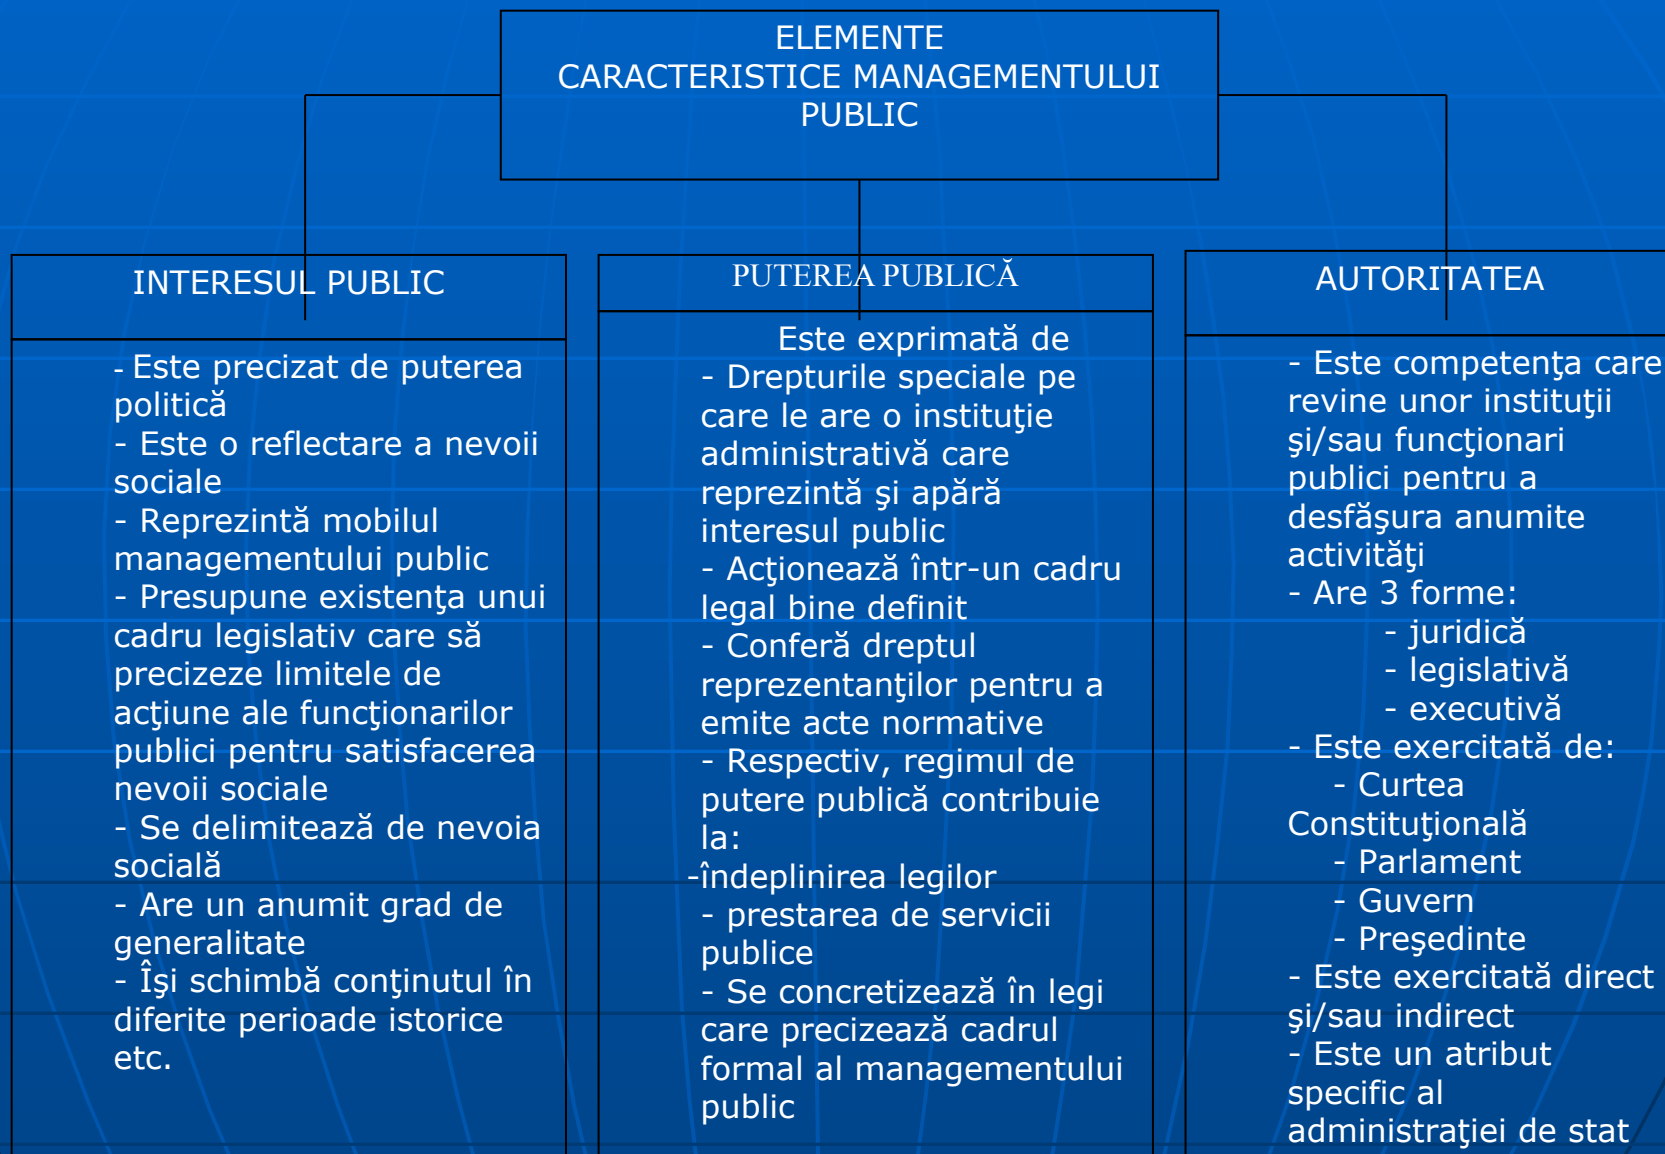 ELEMENTE
CARACTERISTICE MANAGEMENTULUI
PUBLIC
INTERESUL PUBLIC
- Este precizat de puterea
politică
- Este o reflectare a nevoii
sociale
- Reprezintă mobilul
managementului public
- Presupune existenţa unui
cadru legislativ care să
precizeze limitele de
acţiune ale funcţionarilor
publici pentru satisfacerea
nevoii sociale
- Se delimitează de nevoia
socială
- Are un anumit grad de
generalitate
- Îşi schimbă conţinutul în
diferite perioade istorice
etc.
PUTEREA PUBLICĂ
Este exprimată de
- Drepturile speciale pe
care le are o instituţie
administrativă care
reprezintă şi apără
interesul public
- Acţionează într-un cadru
legal bine definit
- Conferă dreptul
reprezentanţilor pentru a
emite acte normative
- Respectiv, regimul de
putere publică contribuie
la:
-îndeplinirea legilor
- prestarea de servicii
publice
- Se concretizează în legi
care precizează cadrul
formal al managementului
public
AUTORITATEA
- Este competenţa care
revine unor instituţii
şi/sau funcţionari
publici pentru a
desfăşura anumite
activităţi
- Are 3 forme:
- juridică
- legislativă
- executivă
- Este exercitată de:
- Curtea
Constituţională
- Parlament
- Guvern
- Preşedinte
- Este exercitată direct
şi/sau indirect
- Este un atribut
specific al
administraţiei de stat